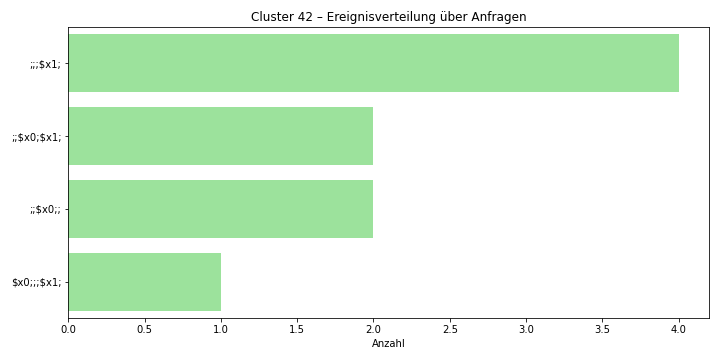 Cluster 42 – Ereignisverteilung über Anfragen
;;;$x1;
;;$x0;$x1;
;;$x0;;
$x0;;;$x1;
0.0 0.5 1.0 1.5 2.0 2.5 3.0 3.5 4.0
Anzahl